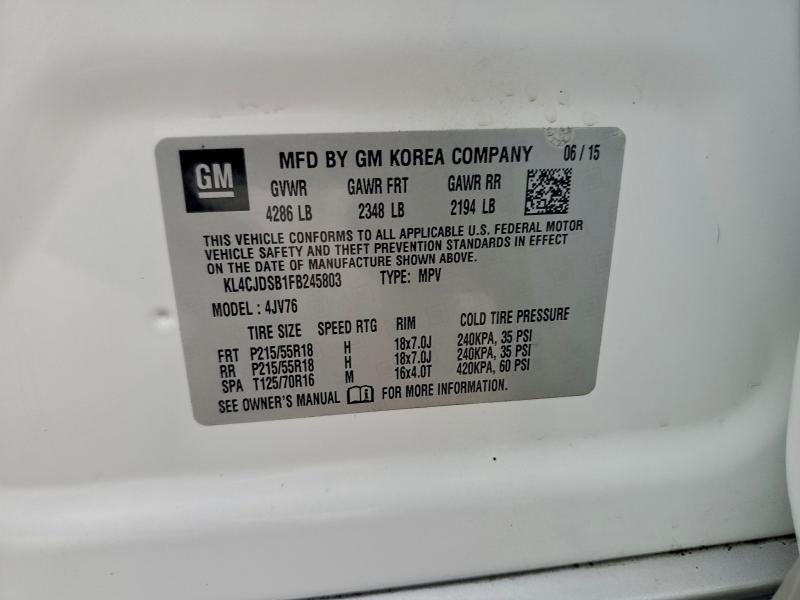 GM MFD BY GM KOREA COMPANY 06 / 15
GVWR GAWR FRT GAWR RR
4286 LB 2348 LB 2194 LB
THIS VEHICLE CONFORMS TO ALL APPLICABLE U.S. FEDERAL MOTOR
VEHICLE SAFETY AND THEFT PREVENTION STANDARDS IN EFFECT
ON THE DATE OF MANUFACTURE SHOWN ABOVE.
KL4CJDSB1FB245803 TYPE: MPV
MODEL : 4JV76
TIRE SIZE SPEED RTG RIM COLD TIRE PRESSURE
FRT P215/55R18 H 18x7.0J 240KPA, 35 PSI
RR P215/55R18 H 18x7.0J 240KPA, 35 PSI
SPA T125/70R16 M 16x4.0T 420KPA, 60 PSI
SEE OWNER'S MANUAL FOR MORE INFORMATION.